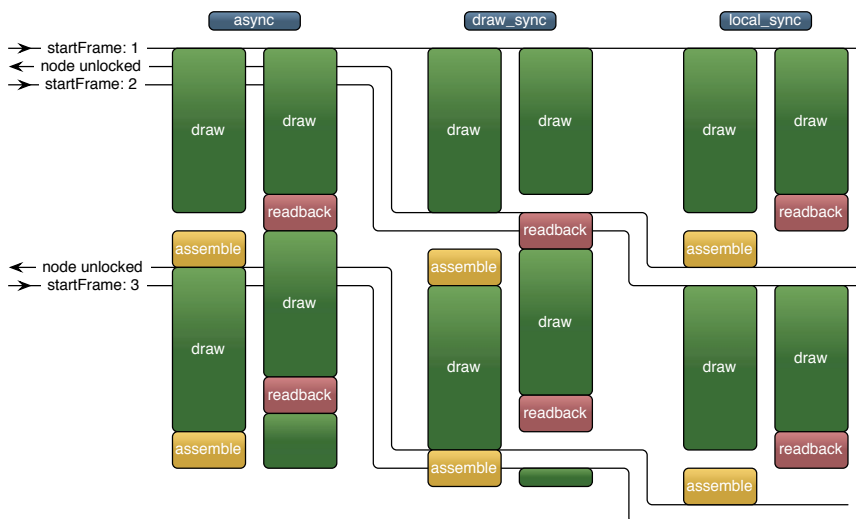 async
draw_sync
local_sync
startFrame: 1
node unlocked
startFrame: 2
draw
draw
draw
draw
draw
draw
readback
readback
readback
assemble
assemble
assemble
node unlocked
startFrame: 3
draw
draw
draw
draw
draw
draw
readback
readback
readback
assemble
assemble
assemble